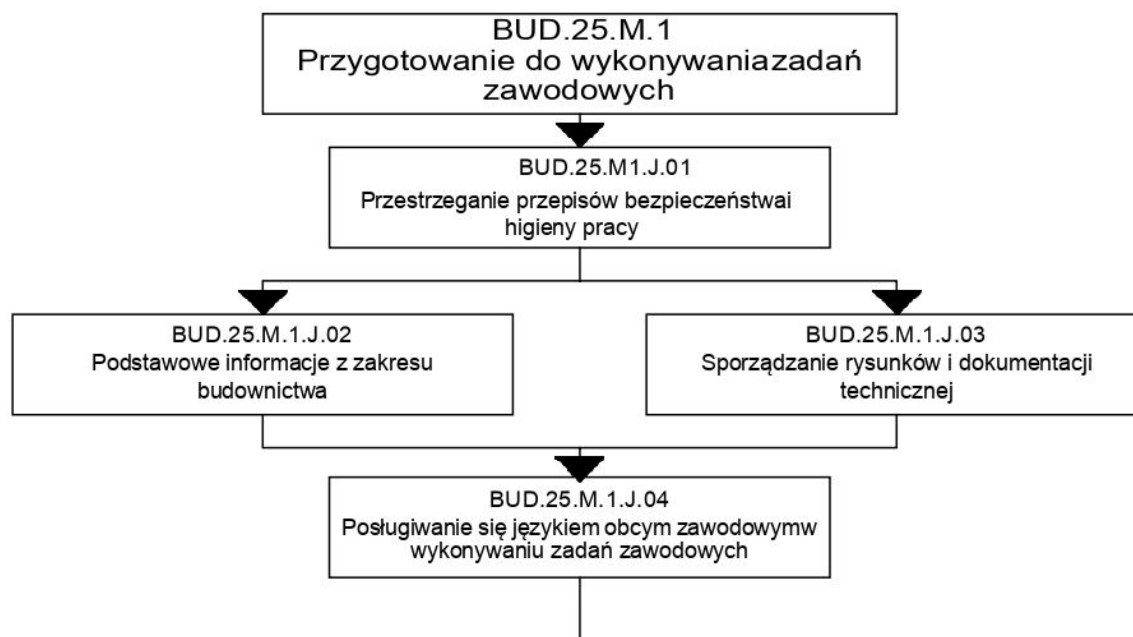 BUD.25.M.1
Przygotowanie do wykonywaniazadań
zawodowych
BUD.25.M1.J.01
Przestrzeganie przepisów bezpieczeństwai
higieny pracy
BUD.25.M.1.J.02
Podstawowe informacje z zakresu
budownictwa
BUD.25.M.1.J.03
Sporządzanie rysunków i dokumentacji
technicznej
BUD.25.M.1.J.04
Posługiwanie się językiem obcym zawodowymw
wykonywaniu zadań zawodowych